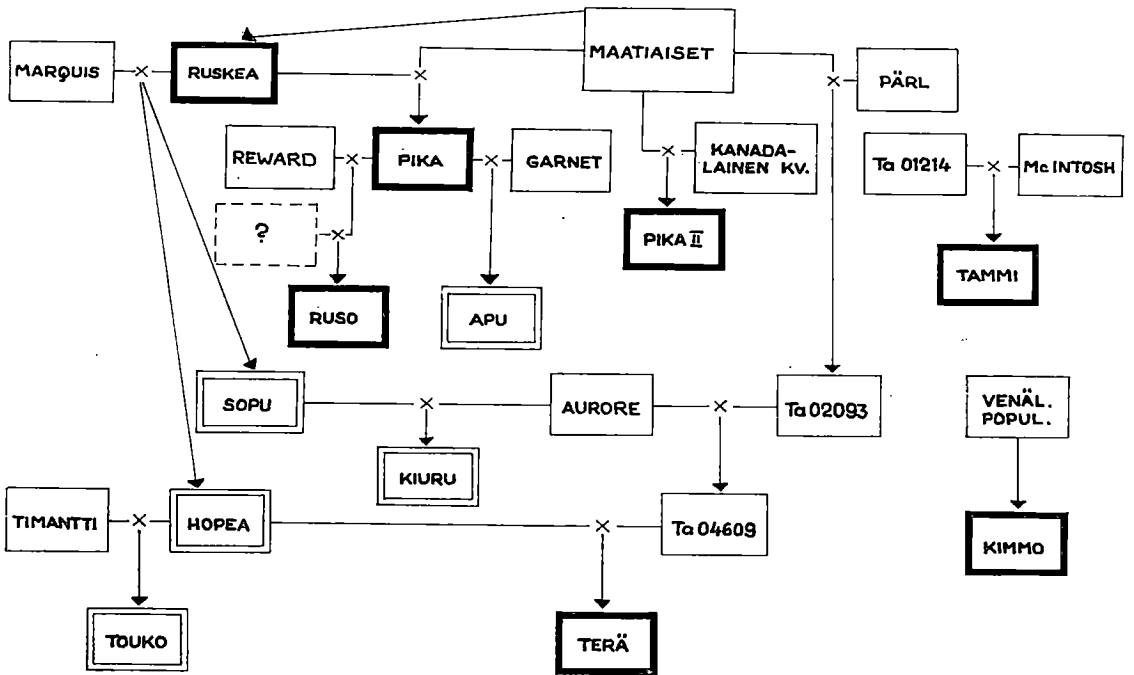 MARQUIS
RUSKEA
MAATIAISET
PÄRL
REWARD
PIKA
GARNET
KANADA-
LAINEN KV.
Ta 01214
Mc INTOSH
?
PIKA II
TAMMI
RUSO
APU
SOPU
AURORE
Ta 02093
VENÄL.
POPUL.
KIURU
TIMANTTI
HOPEA
Ta 04609
KIMMO
TOUKO
TERÄ